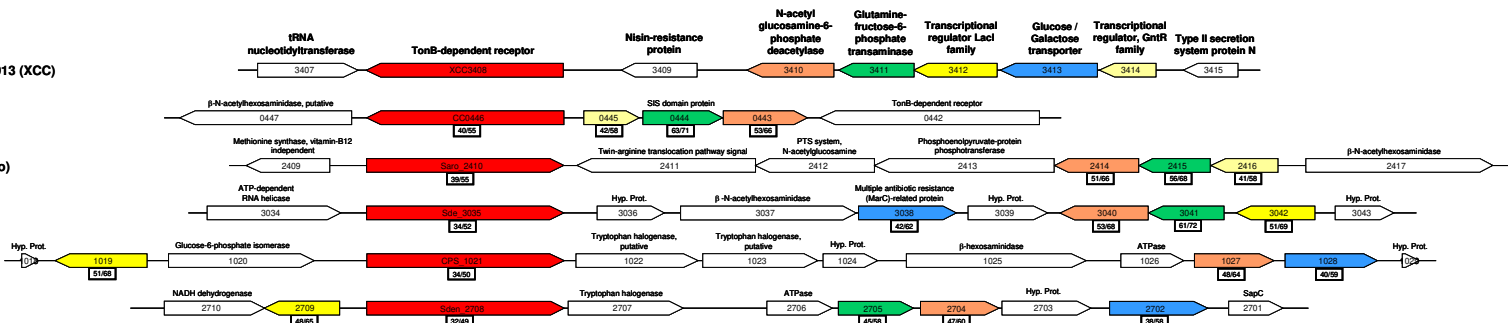 N-acetyl
glucosamine-6-
phosphate
deacetylase
Glutamine-
fructose-6-
phosphate
transaminase
tRNA
nucleotidyltransferase
TonB-dependent receptor
Nisin-resistance
protein
Transcriptional
regulator LacI
family
Glucose /
Galactose
transporter
Transcriptional
regulator, GntR
family
Type II secretion
system protein N
013 (XCC)
3407 XCC3408 3409 3410 3411 3412 3413 3414 3415
β-N-acetylhexosaminidase, putative SIS domain protein TonB-dependent receptor
0447 CC0446 0445 0444 0443 0442
40/55 42/58 63/71 53/66
Methionine synthase, vitamin-B12
independent
Twin-arginine translocation pathway signal
PTS system,
N-acetylglucosamine
Phosphoenolpyruvate-protein
phosphotransferase
β-N-acetylhexosaminidase
o)
2409 Saro_2410 2411 2412 2413 2414 2415 2416 2417
39/55 51/66 56/68 41/58
ATP-dependent
RNA helicase
Hyp. Prot. β -N-acetylhexosaminidase
Multiple antibiotic resistance
(MarC)-related protein
Hyp. Prot. Hyp. Prot.
3034 Sde_3035 3036 3037 3038 3039 3040 3041 3042 3043
34/52 42/62 53/68 61/72 51/69
Hyp. Prot. Glucose-6-phosphate isomerase
Tryptophan halogenase,
putative
Tryptophan halogenase,
putative
Hyp. Prot. β-hexosaminidase ATPase Hyp. Prot.
1019 1020 CPS_1021 1022 1023 1024 1025 1026 1027 1028
51/68 34/50 48/64 40/59
NADH dehydrogenase Tryptophan halogenase ATPase Hyp. Prot. SapC
2710 2709 Sden_2708 2707 2706 2705 2704 2703 2702 2701
48/65 32/49 45/58 47/60 38/58